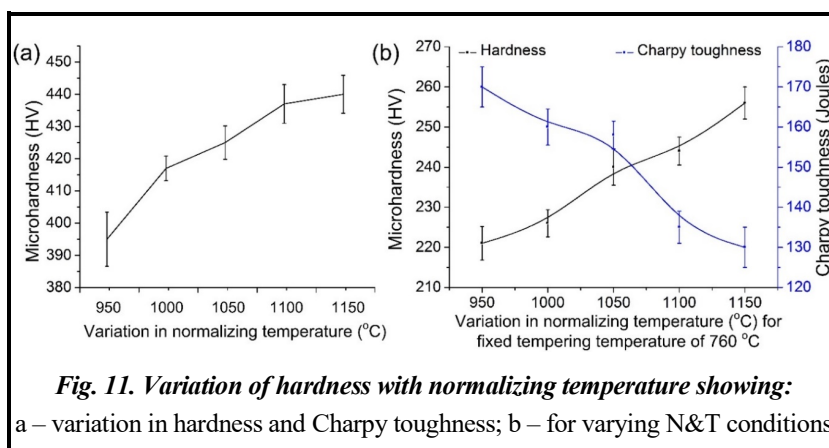 (a)
Microhardness (HV)
450
440
430
420
410
400
390
380
950 1000 1050 1100 1150
Variation in normalizing temperature (°C)
(b)
Hardness Charpy toughness
Microhardness (HV)
270
260
250
240
230
220
210
180
170
160
150
140
130
120
Charpy toughness (Joules)
950 1000 1050 1100 1150
Variation in normalizing temperature (°C) for
fixed tempering temperature of 760 °C
Fig. 11. Variation of hardness with normalizing temperature showing:
a – variation in hardness and Charpy toughness; b – for varying N&T conditions